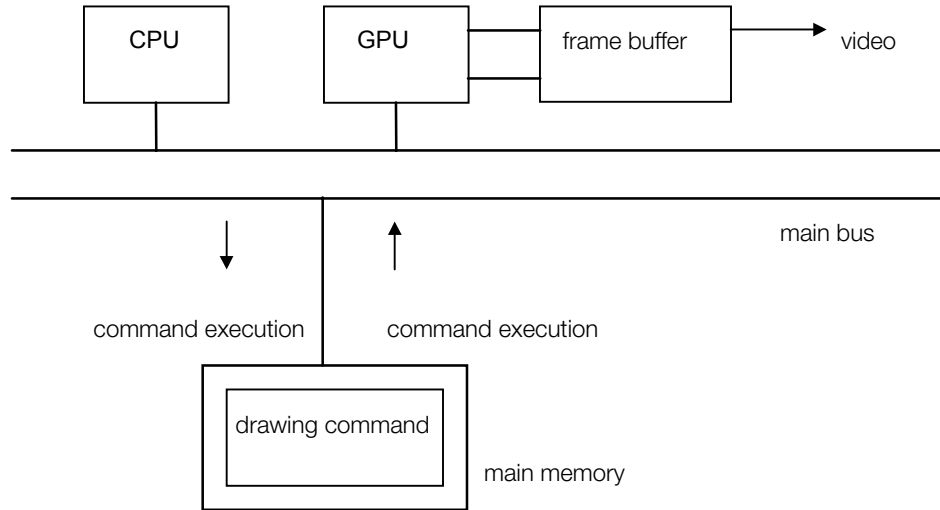 CPU
GPU
frame buffer
video
main bus
command execution
command execution
drawing command
main memory